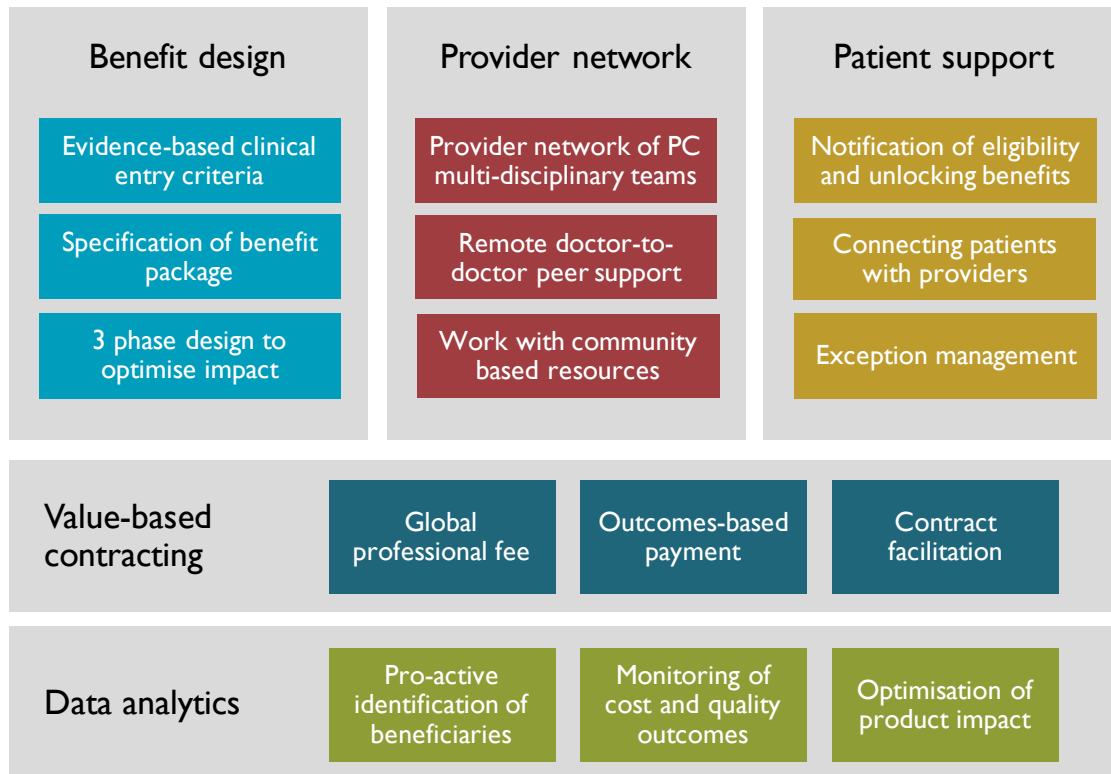 Benefit design
Evidence-based clinical
entry criteria
Specification of benefit
package
3 phase design to
optimise impact
Provider network
Provider network of PC
multi-disciplinary teams
Remote doctor-to-
doctor peer support
Work with community
based resources
Patient support
Notification of eligibility
and unlocking benefits
Connecting patients
with providers
Exception management
Value-based
contracting
Global
professional fee
Outcomes-based
payment
Contract
facilitation
Data analytics
Pro-active
identification of
beneficiaries
Monitoring of
cost and quality
outcomes
Optimisation of
product impact